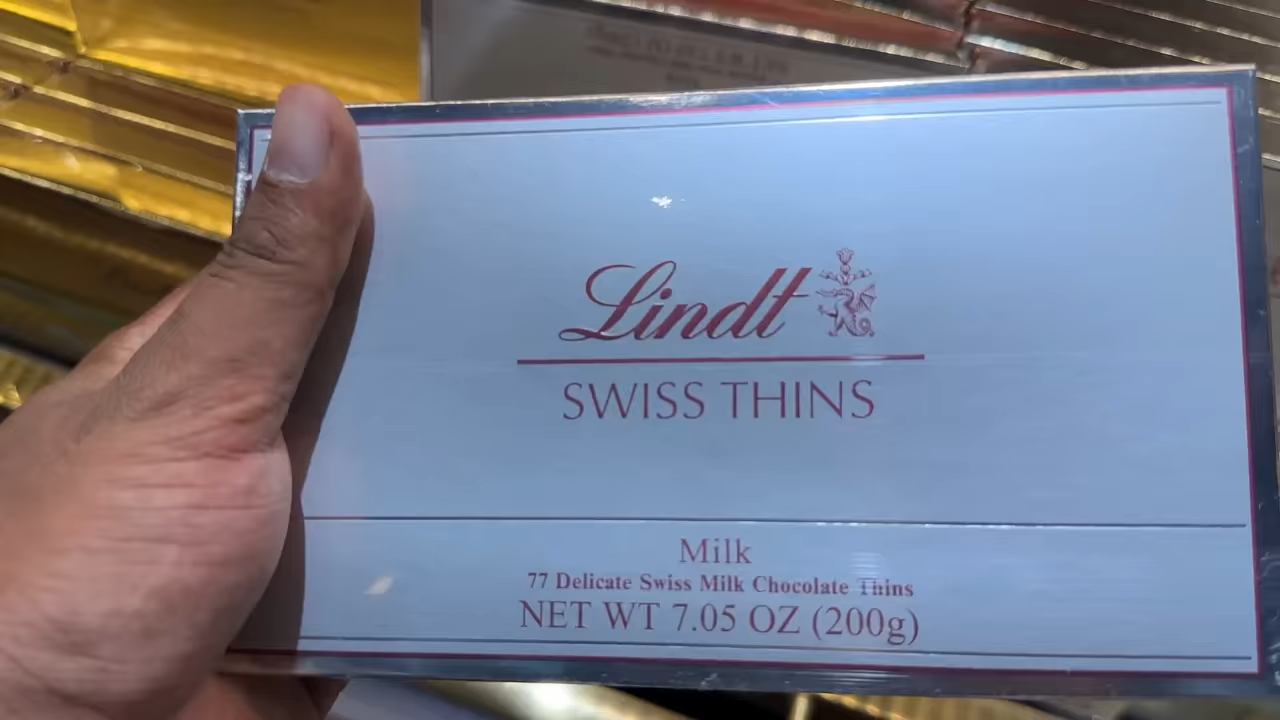 Lindt
SWISS THINS
Milk
77 Delicate Swiss Milk Chocolate Thins
NET WT 7.05 OZ (200g)